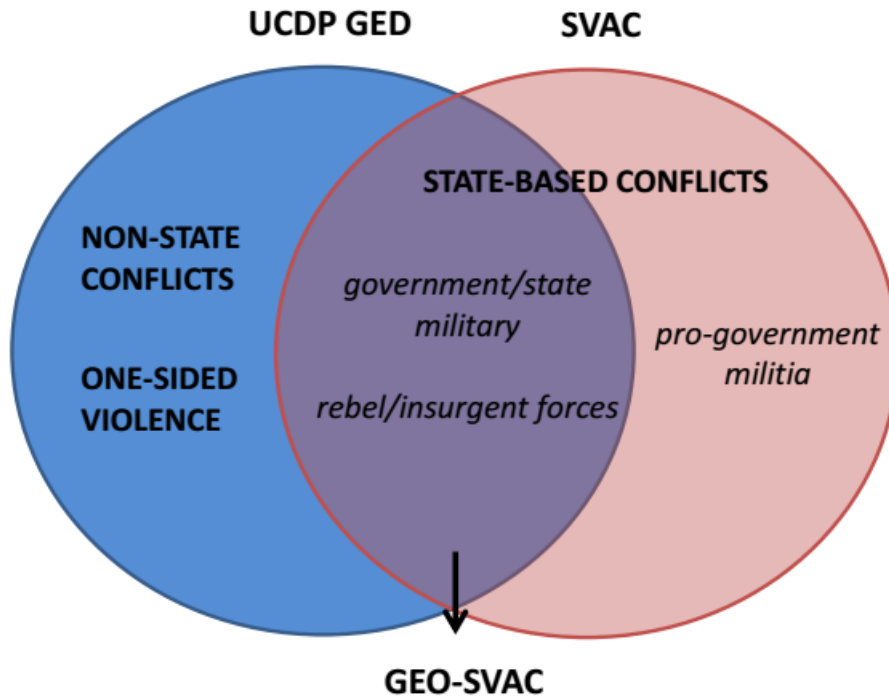 UCDP GED
SVAC
STATE-BASED CONFLICTS
NON-STATE
CONFLICTS
government/state
military
pro-government
militia
ONE-SIDED
VIOLENCE
rebel/insurgent forces
GEO-SVAC